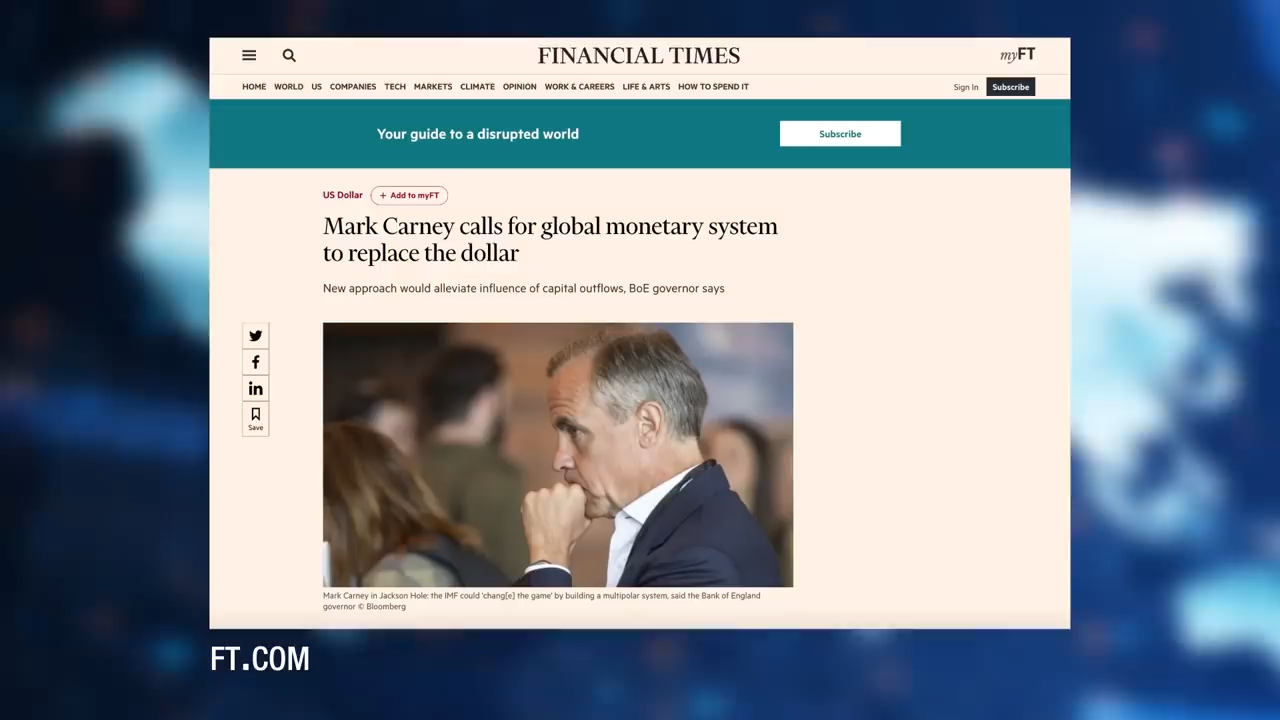 FINANCIAL TIMES
myFT
HOME WORLD US COMPANIES TECH MARKETS CLIMATE OPINION WORK & CAREERS LIFE & ARTS HOW TO SPEND IT
Sign In Subscribe
Your guide to a disrupted world
Subscribe
US Dollar + Add to myFT
Mark Carney calls for global monetary system
to replace the dollar
New approach would alleviate influence of capital outflows, BoE governor says
Save
Mark Carney in Jackson Hole: the IMF could 'chang[e] the game' by building a multipolar system, said the Bank of England
governor © Bloomberg
FT.COM